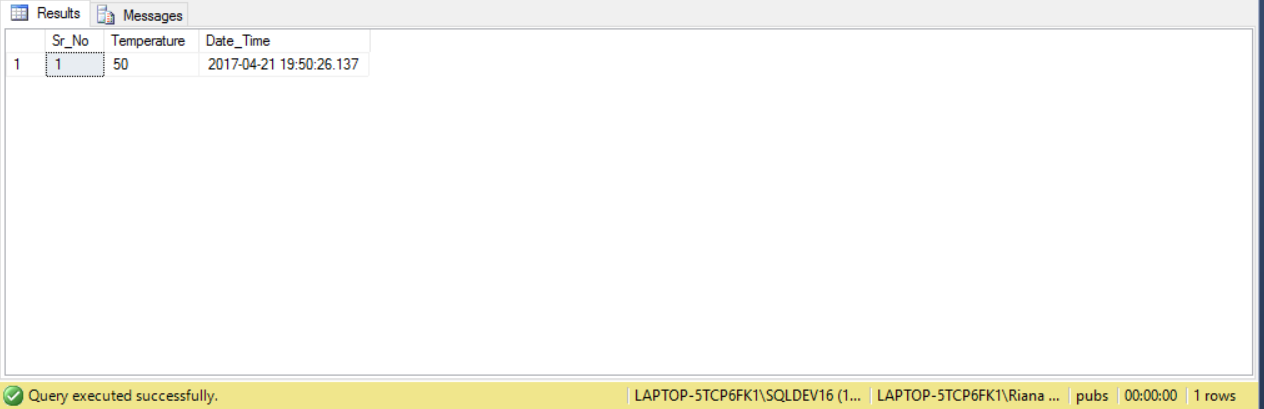 Results Messages
Sr_No Temperature Date_Time
1 1 50 2017-04-21 19:50:26.137
Query executed successfully. LAPTOP-5TCP6FK1\SQLDEV16 (1... LAPTOP-5TCP6FK1\Riana ... pubs 00:00:00 1 rows